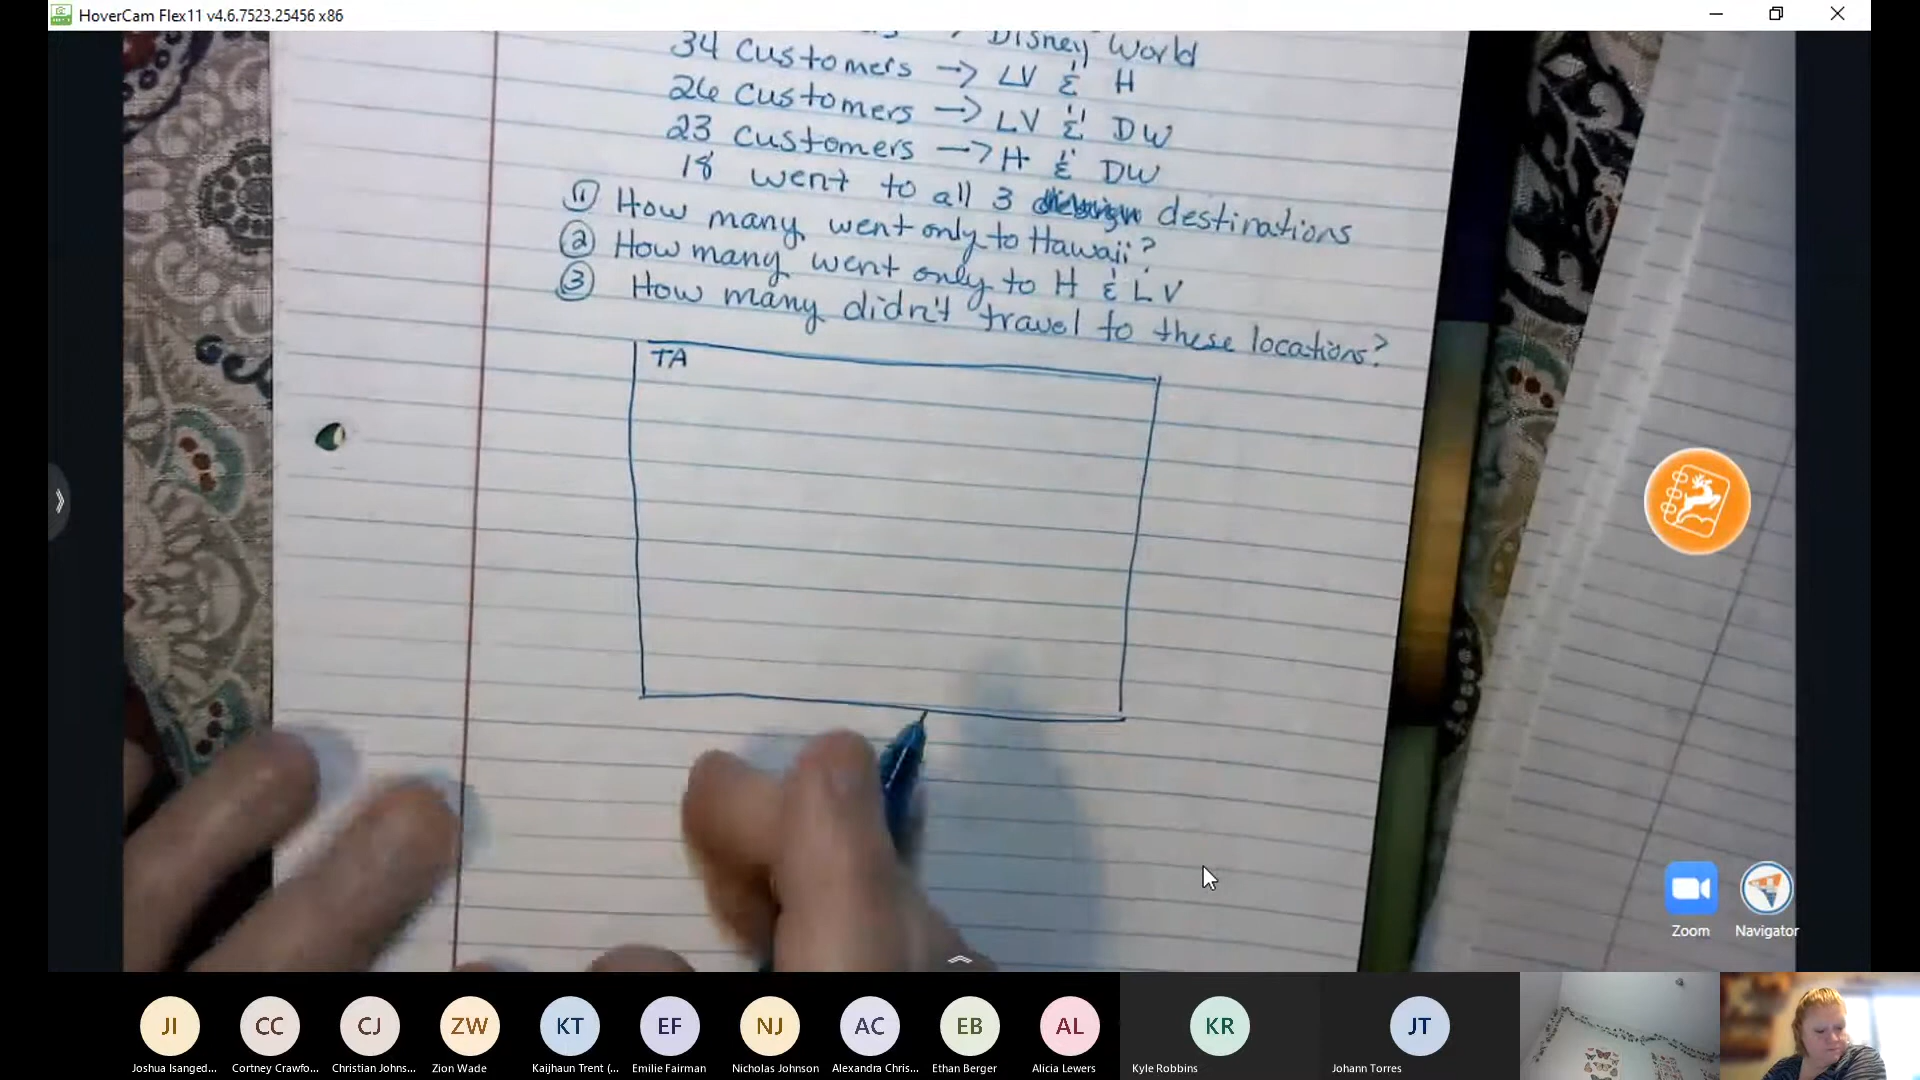 HoverCam Flex11 v4.6.7523.25456 x86
Disney World
34 Customers → LV & H
26 Customers → LV & DW
23 Customers → H & DW
18 went to all 3 destinations
① How many went only to Hawaii?
② How many went only to H & LV
③ How many didn't travel to these locations?
TA
Zoom
Navigator
JI
CC
CJ
ZW
KT
EF
NJ
AC
EB
AL
KR
JT
Joshua Isanged...
Cortney Crawfo...
Christian Johns...
Zion Wade
Kaijhaun Trent (...
Emilie Fairman
Nicholas Johnson
Alexandra Chris...
Ethan Berger
Alicia Lewers
Kyle Robbins
Johann Torres